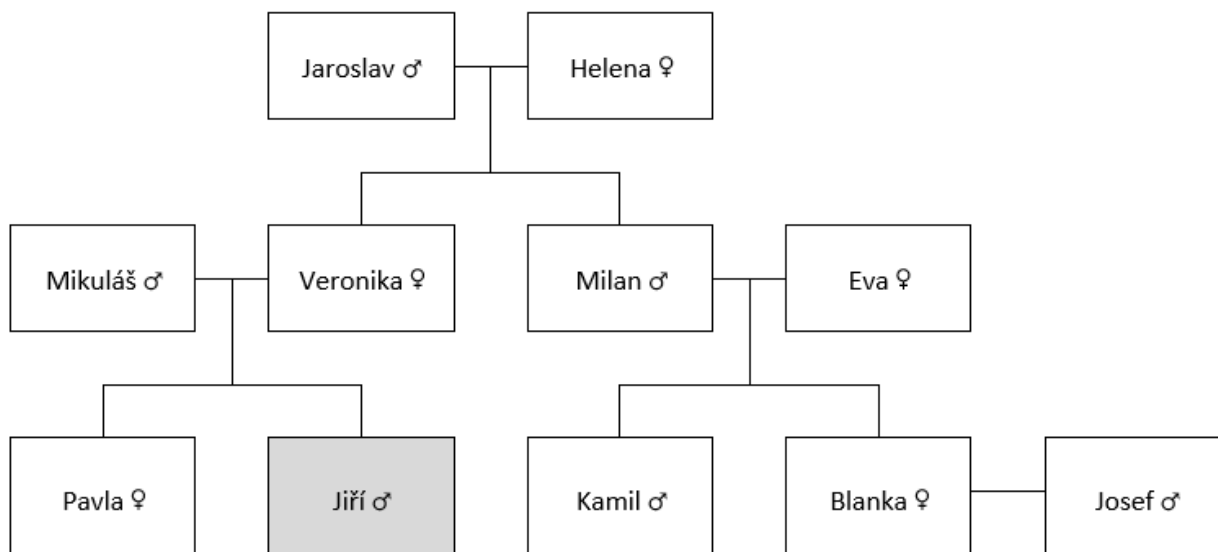 Jaroslav ♂
Helena ♀
Mikuláš ♂
Veronika ♀
Milan ♂
Eva ♀
Pavla ♀
Jiří ♂
Kamil ♂
Blanka ♀
Josef ♂